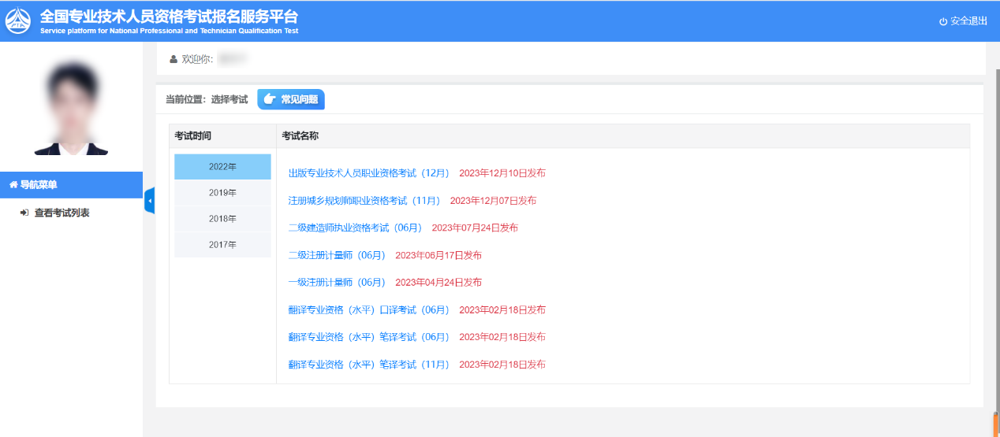 全国专业技术人员资格考试报名服务平台
Service platform for National Professional and Technician Qualification Test
PTA
安全退出
欢迎你:
当前位置：选择考试 常见问题
导航菜单
查看考试列表
考试时间 考试名称
2022年
2019年
2018年
2017年
出版专业技术人员职业资格考试（12月） 2023年12月10日发布
注册城乡规划师职业资格考试（11月） 2023年12月07日发布
二级建造师执业资格考试（06月） 2023年07月24日发布
二级注册计量师（06月） 2023年06月17日发布
一级注册计量师（06月） 2023年04月24日发布
翻译专业资格（水平）口译考试（06月） 2023年02月18日发布
翻译专业资格（水平）笔译考试（06月） 2023年02月18日发布
翻译专业资格（水平）笔译考试（11月） 2023年02月18日发布